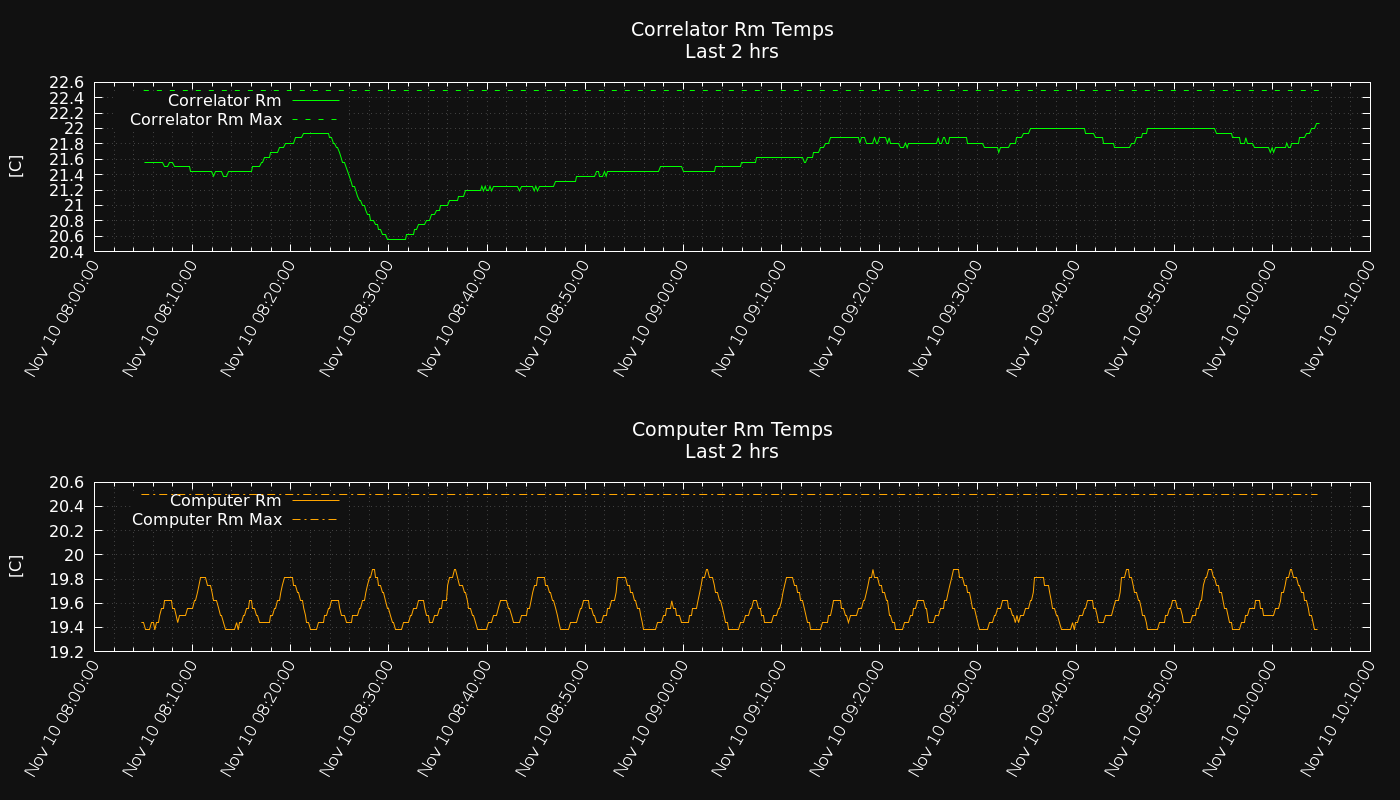 Correlator Rm Temps
Last 2 hrs
22.6
22.4
22.2
22
21.8
21.6
21.4
21.2
21
20.8
20.6
20.4
[C]
Correlator Rm
Correlator Rm Max
Nov 10 08:00:00
Nov 10 08:10:00
Nov 10 08:20:00
Nov 10 08:30:00
Nov 10 08:40:00
Nov 10 08:50:00
Nov 10 09:00:00
Nov 10 09:10:00
Nov 10 09:20:00
Nov 10 09:30:00
Nov 10 09:40:00
Nov 10 09:50:00
Nov 10 10:00:00
Nov 10 10:10:00
Computer Rm Temps
Last 2 hrs
20.6
20.4
20.2
20
19.8
19.6
19.4
19.2
[C]
Computer Rm
Computer Rm Max
Nov 10 08:00:00
Nov 10 08:10:00
Nov 10 08:20:00
Nov 10 08:30:00
Nov 10 08:40:00
Nov 10 08:50:00
Nov 10 09:00:00
Nov 10 09:10:00
Nov 10 09:20:00
Nov 10 09:30:00
Nov 10 09:40:00
Nov 10 09:50:00
Nov 10 10:00:00
Nov 10 10:10:00